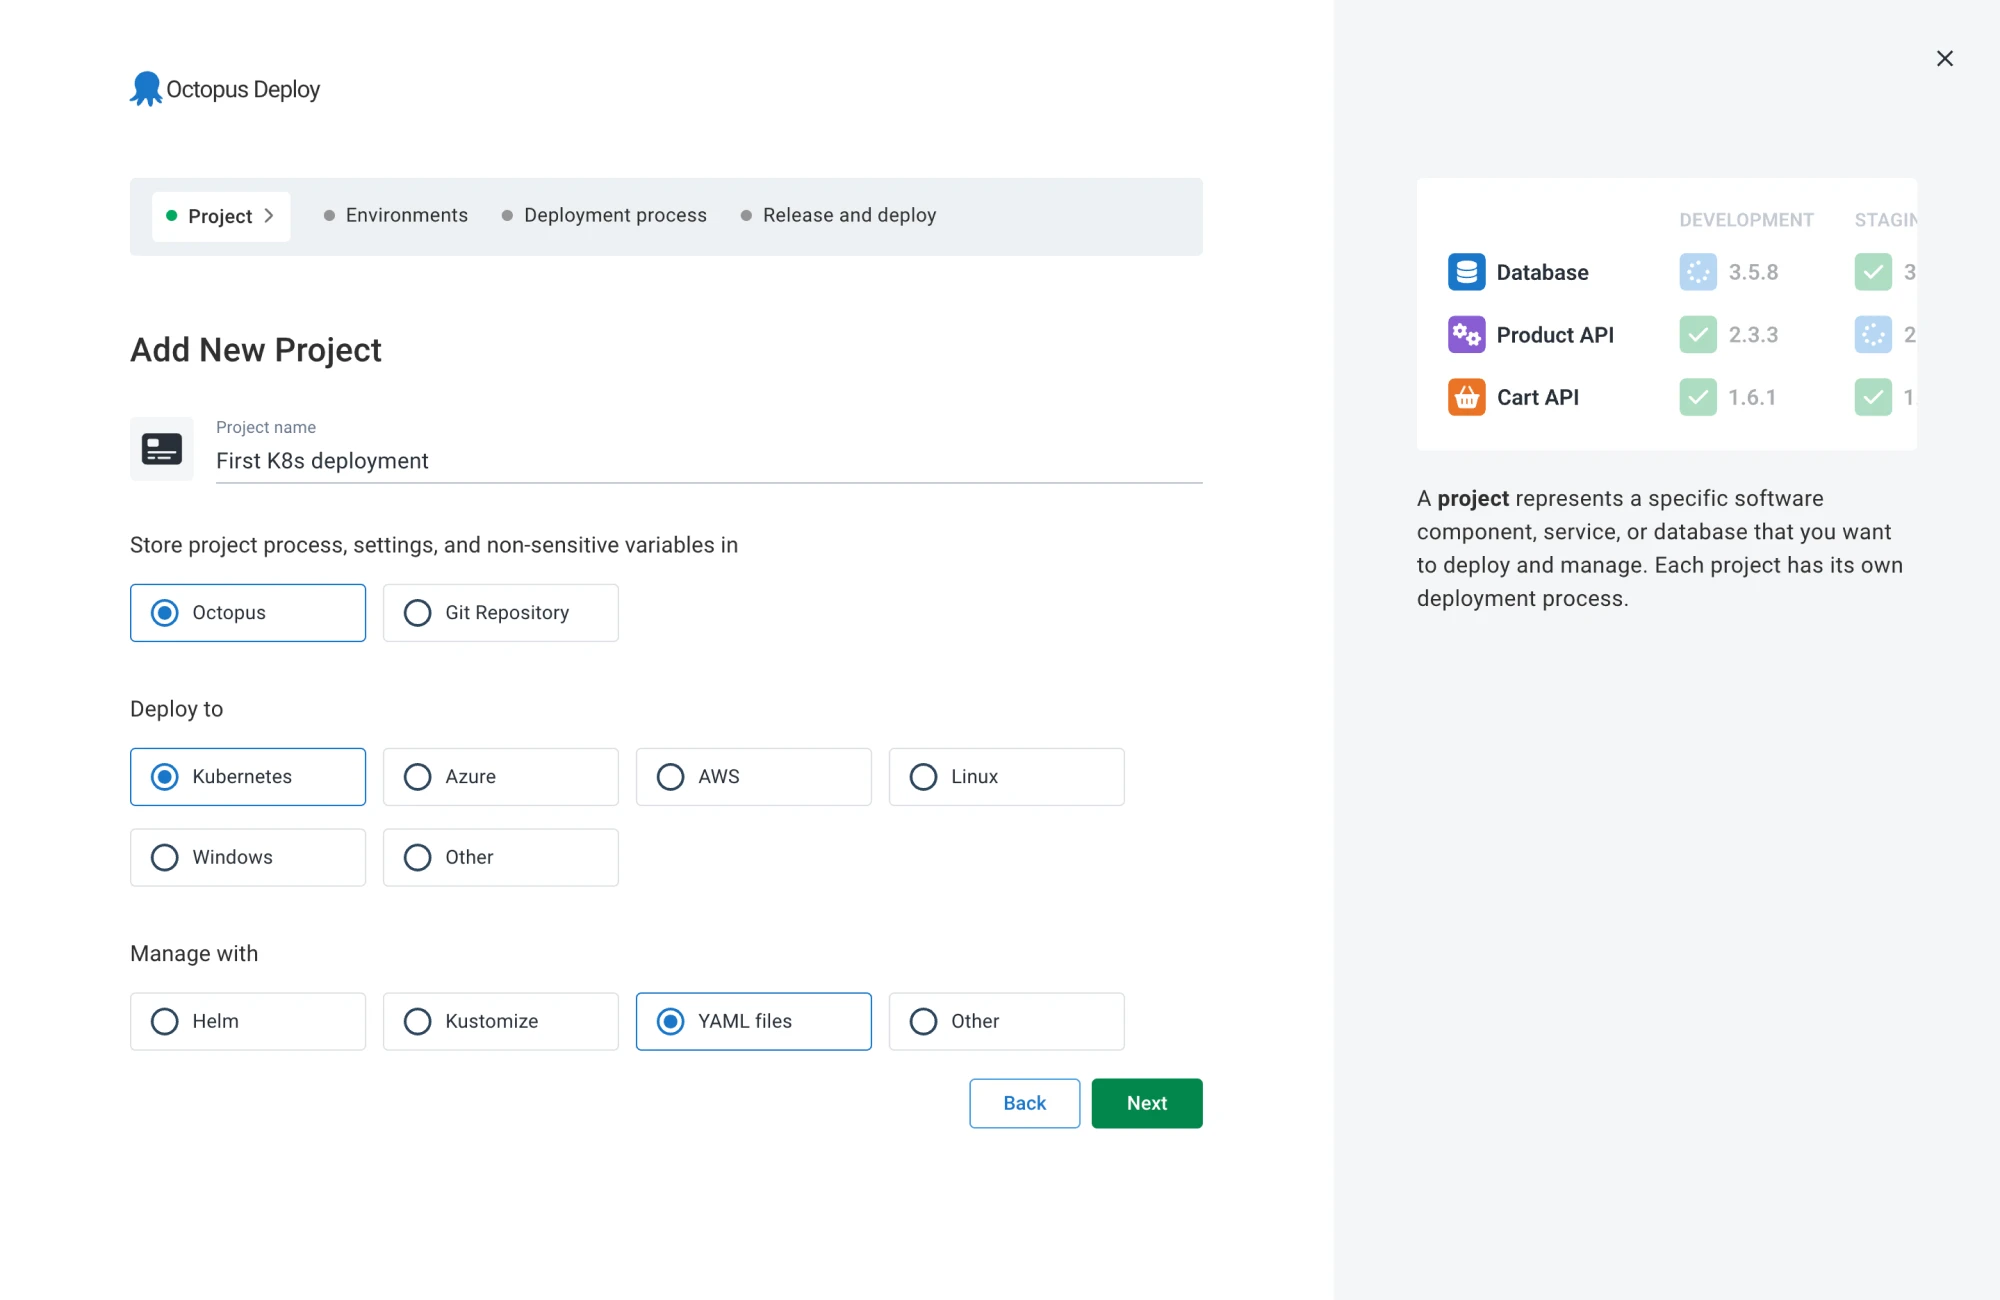 Octopus Deploy
Project
Environments
Deployment process
Release and deploy
Add New Project
Project name
First K8s deployment
Store project process, settings, and non-sensitive variables in
Octopus
Git Repository
Deploy to
Kubernetes
Azure
AWS
Linux
Windows
Other
Manage with
Helm
Kustomize
YAML files
Other
Back
Next
DEVELOPMENT STAGIN
Database 3.5.8 3
Product API 2.3.3 2
Cart API 1.6.1 1
A project represents a specific software
component, service, or database that you want
to deploy and manage. Each project has its own
deployment process.